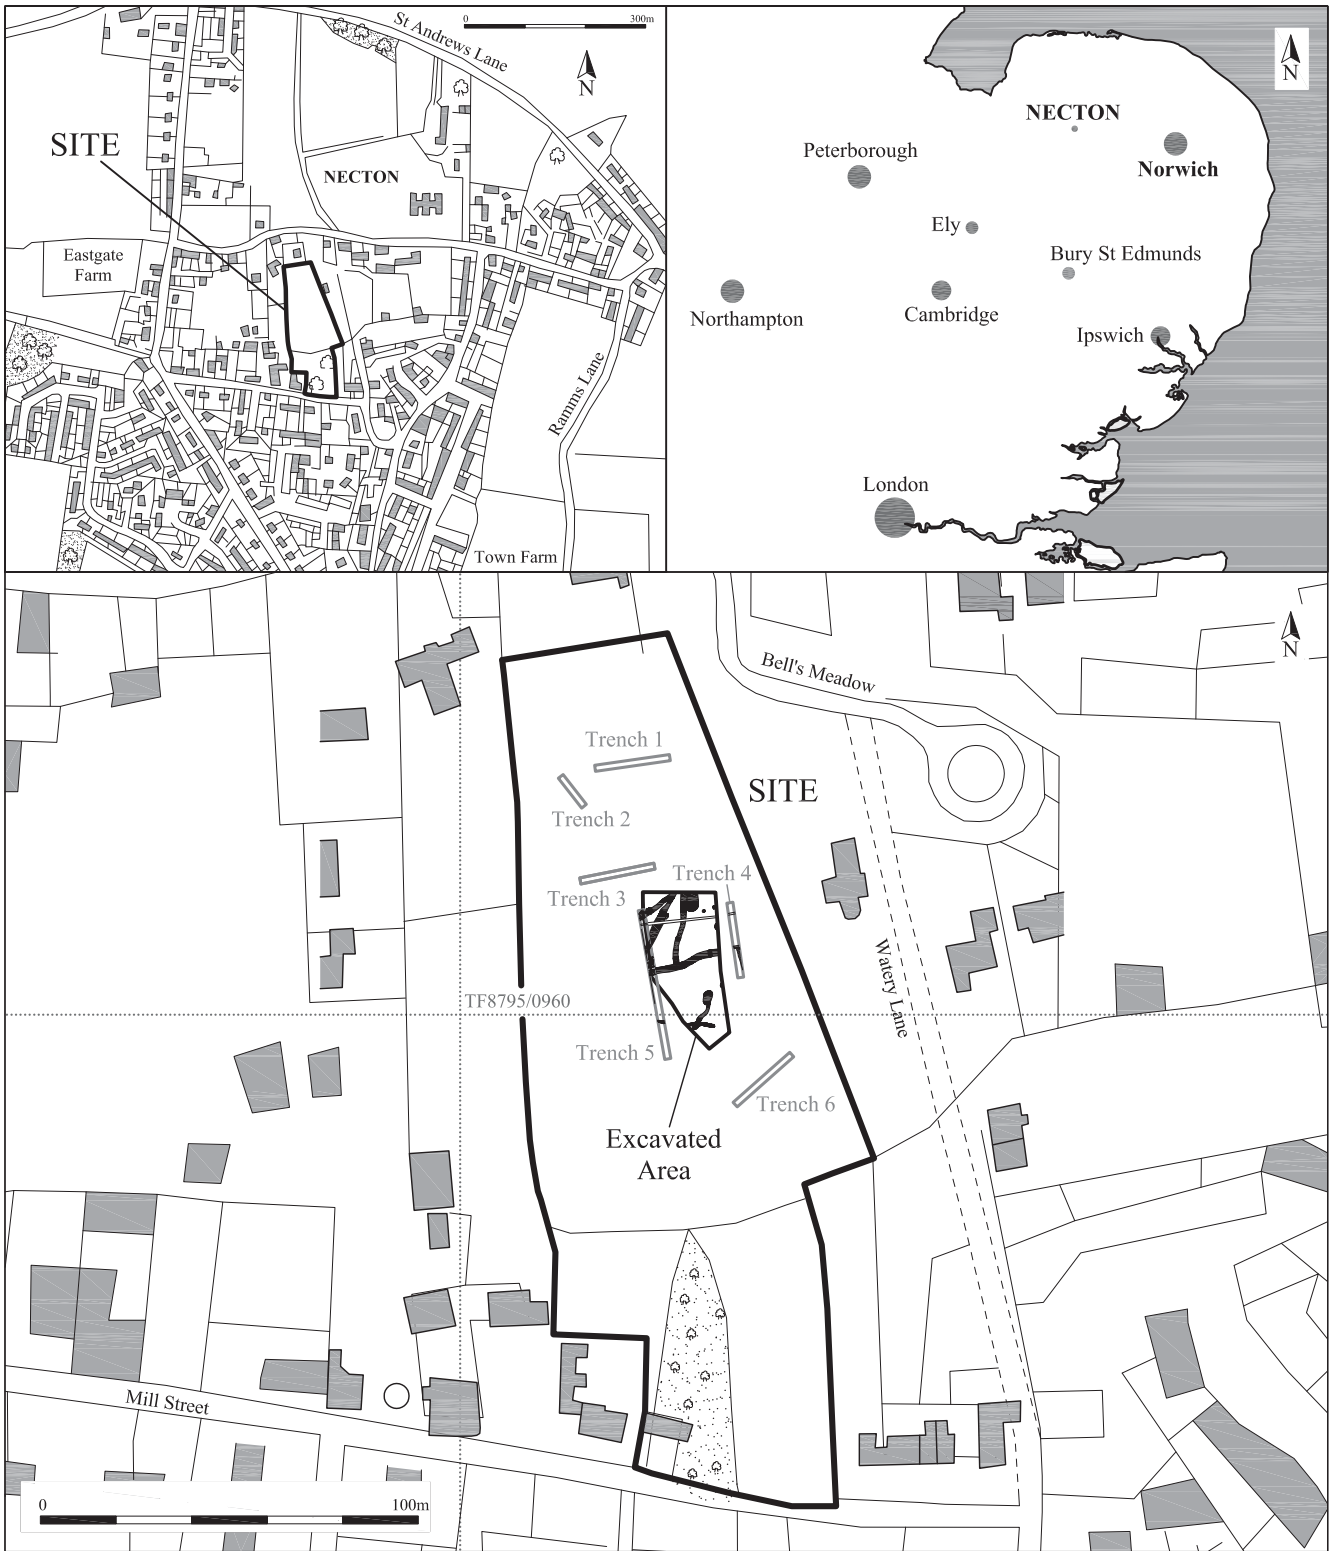 0 300m
St Andrews Lane
N
SITE
NECTON
Eastgate
Farm
Ramms Lane
Town Farm
N
NECTON
Peterborough
Norwich
Ely
Bury St Edmunds
Northampton
Cambridge
Ipswich
London
N
Bell's Meadow
Trench 1
SITE
Trench 2
Trench 4
Trench 3
Watery Lane
TF8795/0960
Trench 5
Trench 6
Excavated
Area
Mill Street
0 100m